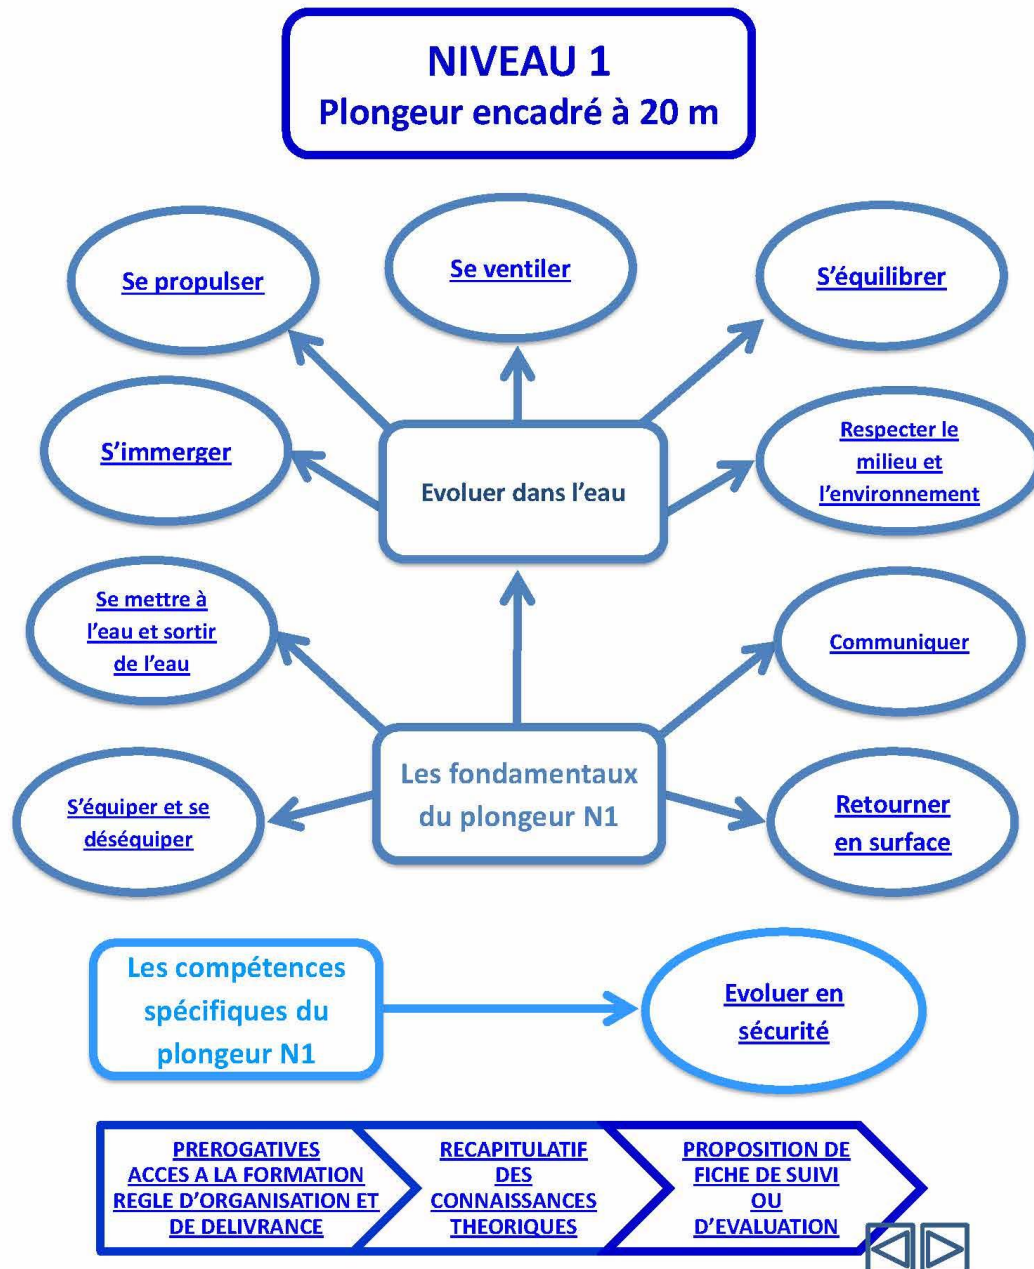 NIVEAU 1
Plongeur encadré à 20 m
Se propulser
Se ventiler
S'équilibrer
S'immerger
Evoluer dans l'eau
Respecter le
milieu et
l'environnement
Se mettre à
l'eau et sortir
de l'eau
Communiquer
S'équiper et se
déséquiper
Les fondamentaux
du plongeur N1
Retourner
en surface
Les compétences
spécifiques du
plongeur N1
Evoluer en
sécurité
PREROGATIVES
ACCES A LA FORMATION
REGLE D'ORGANISATION ET
DE DELIVRANCE
RECAPITULATIF
DES
CONNAISSANCES
THEORIQUES
PROPOSITION DE
FICHE DE SUIVI
OU
D'EVALUATION